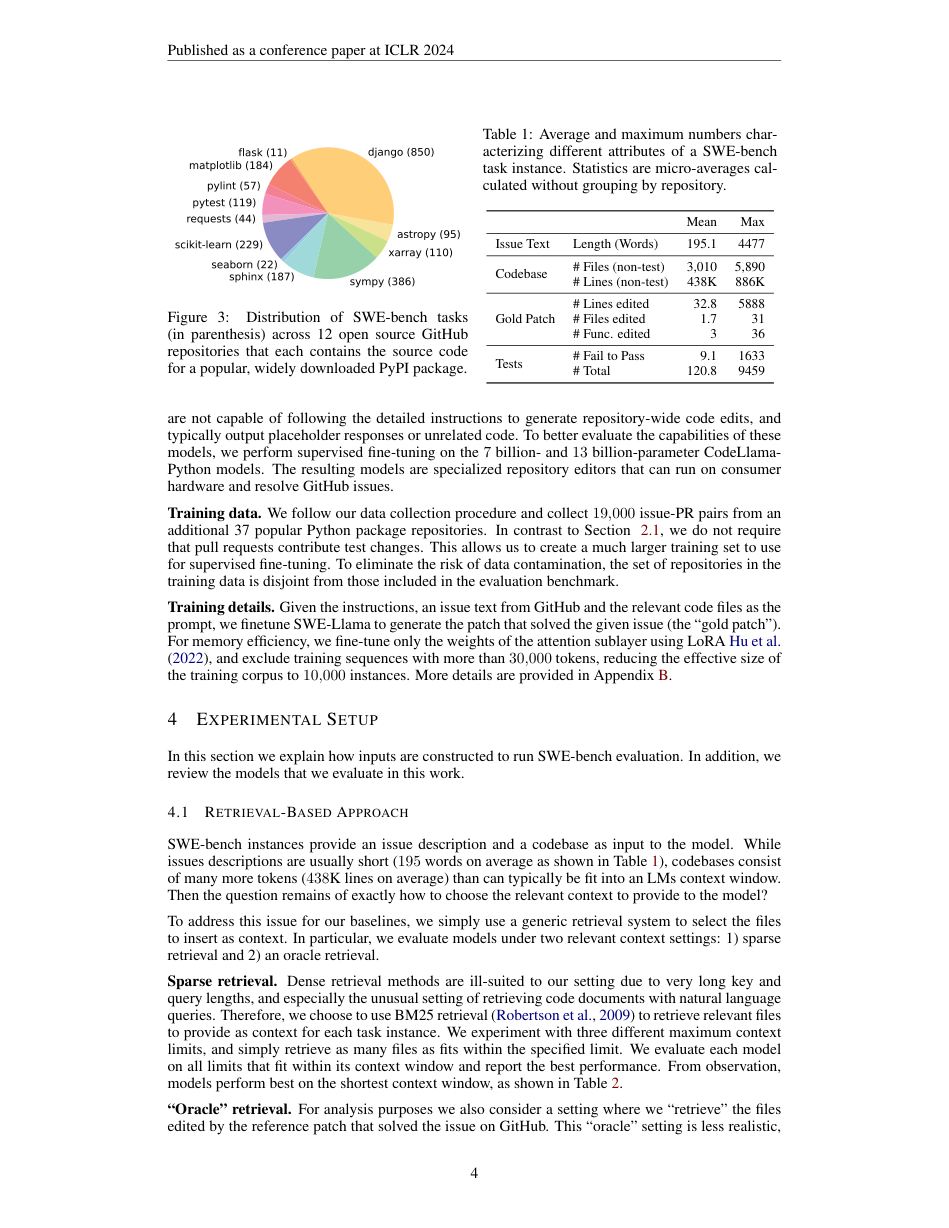 Published as a conference paper at ICLR 2024
flask (11)
matplotlib (184)
pylint (57)
pytest (119)
requests (44)
scikit-learn (229)
seaborn (22)
sphinx (187)
django (850)
astropy (95)
xarray (110)
sympy (386)
Figure 3: Distribution of SWE-bench tasks
(in parenthesis) across 12 open source GitHub
repositories that each contains the source code
for a popular, widely downloaded PyPI package.
Table 1: Average and maximum numbers char-
acterizing different attributes of a SWE-bench
task instance. Statistics are micro-averages cal-
culated without grouping by repository.
Mean Max
Issue Text Length (Words) 195.1 4477
Codebase # Files (non-test) 3,010 5,890
# Lines (non-test) 438K 886K
Gold Patch # Lines edited 32.8 5888
# Files edited 1.7 31
# Func. edited 3 36
Tests # Fail to Pass 9.1 1633
# Total 120.8 9459
are not capable of following the detailed instructions to generate repository-wide code edits, and
typically output placeholder responses or unrelated code. To better evaluate the capabilities of these
models, we perform supervised fine-tuning on the 7 billion- and 13 billion-parameter CodeLlama-
Python models. The resulting models are specialized repository editors that can run on consumer
hardware and resolve GitHub issues.
Training data. We follow our data collection procedure and collect 19,000 issue-PR pairs from an
additional 37 popular Python package repositories. In contrast to Section 2.1, we do not require
that pull requests contribute test changes. This allows us to create a much larger training set to use
for supervised fine-tuning. To eliminate the risk of data contamination, the set of repositories in the
training data is disjoint from those included in the evaluation benchmark.
Training details. Given the instructions, an issue text from GitHub and the relevant code files as the
prompt, we finetune SWE-Llama to generate the patch that solved the given issue (the “gold patch”).
For memory efficiency, we fine-tune only the weights of the attention sublayer using LoRA Hu et al.
(2022), and exclude training sequences with more than 30,000 tokens, reducing the effective size of
the training corpus to 10,000 instances. More details are provided in Appendix B.
4 EXPERIMENTAL SETUP
In this section we explain how inputs are constructed to run SWE-bench evaluation. In addition, we
review the models that we evaluate in this work.
4.1 RETRIEVAL-BASED APPROACH
SWE-bench instances provide an issue description and a codebase as input to the model. While
issues descriptions are usually short (195 words on average as shown in Table 1), codebases consist
of many more tokens (438K lines on average) than can typically be fit into an LMs context window.
Then the question remains of exactly how to choose the relevant context to provide to the model?
To address this issue for our baselines, we simply use a generic retrieval system to select the files
to insert as context. In particular, we evaluate models under two relevant context settings: 1) sparse
retrieval and 2) an oracle retrieval.
Sparse retrieval. Dense retrieval methods are ill-suited to our setting due to very long key and
query lengths, and especially the unusual setting of retrieving code documents with natural language
queries. Therefore, we choose to use BM25 retrieval (Robertson et al., 2009) to retrieve relevant files
to provide as context for each task instance. We experiment with three different maximum context
limits, and simply retrieve as many files as fits within the specified limit. We evaluate each model
on all limits that fit within its context window and report the best performance. From observation,
models perform best on the shortest context window, as shown in Table 2.
“Oracle” retrieval. For analysis purposes we also consider a setting where we “retrieve” the files
edited by the reference patch that solved the issue on GitHub. This “oracle” setting is less realistic,
4